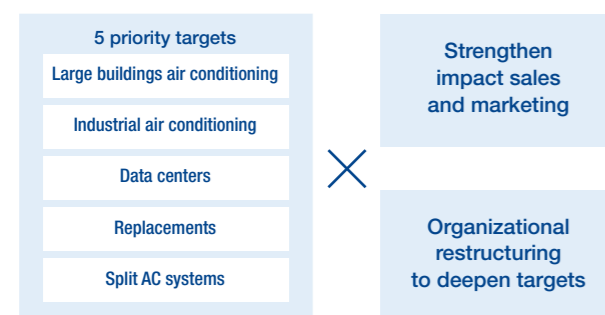 5 priority targets
Large buildings air conditioning
Industrial air conditioning
Data centers
Replacements
Split AC systems
Strengthen
impact sales
and marketing
Organizational
restructuring
to deepen targets